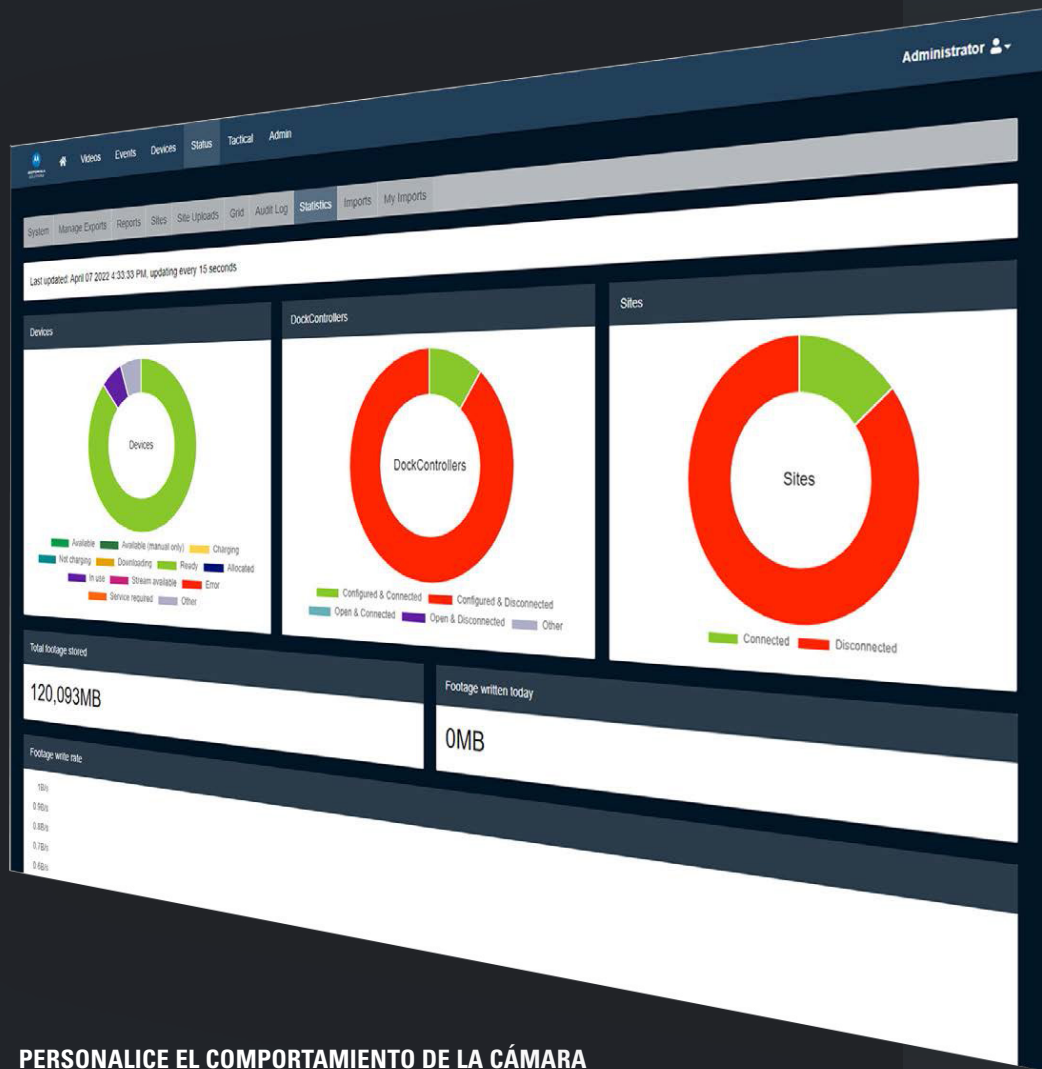 Administrator
MOTOROLA SOLUTIONS
Videos Events Devices Status Tactical Admin
System Manage Exports Reports Sites Site Uploads Grid Audit Log Statistics Imports My Imports
Last updated: April 07 2022 4:33:33 PM, updating every 15 seconds
Devices
Devices
Available Available (manual only) Charging
Not charging Downloading Ready Allocated
In use Stream available Error
Service required Other
DockControllers
DockControllers
Configured & Connected Configured & Disconnected
Open & Connected Open & Disconnected Other
Sites
Sites
Connected Disconnected
Total footage stored
120,093MB
Footage written today
0MB
Footage write rate
1B/s
0.9B/s
0.8B/s
0.7B/s
0.6B/s
PERSONALICE EL COMPORTAMIENTO DE LA CÁMARA